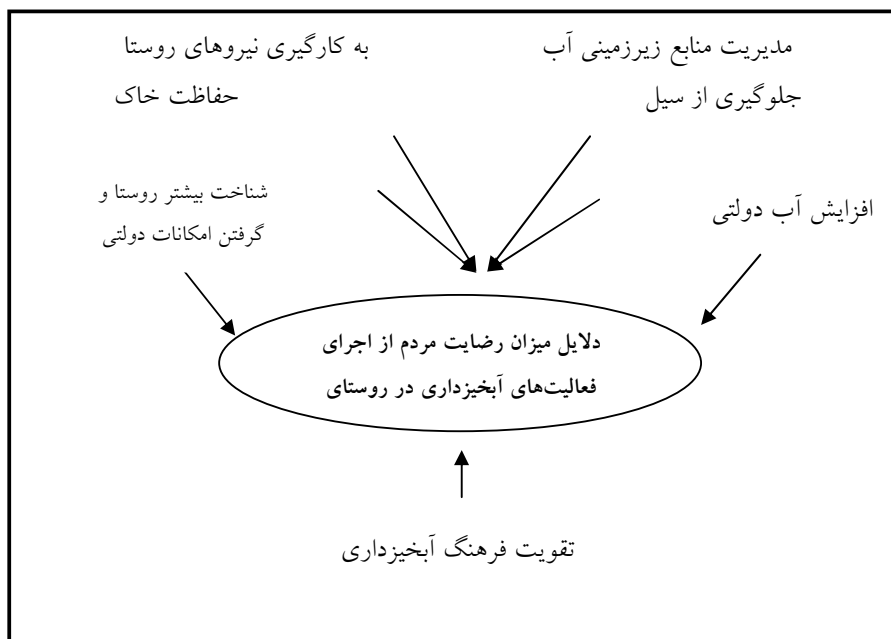 مدیریت منابع زیرزمینی آب
جلوگیری از سیل
به کارگیری نیروهای روستا
حفاظت خاک
افزایش آب دولتی
شناخت بیشتر روستا و
گرفتن امکانات دولتی
دلایل میزان رضایت مردم از اجرای
فعالیت‌های آبخیزداری در روستای
تقویت فرهنگ آبخیزداری